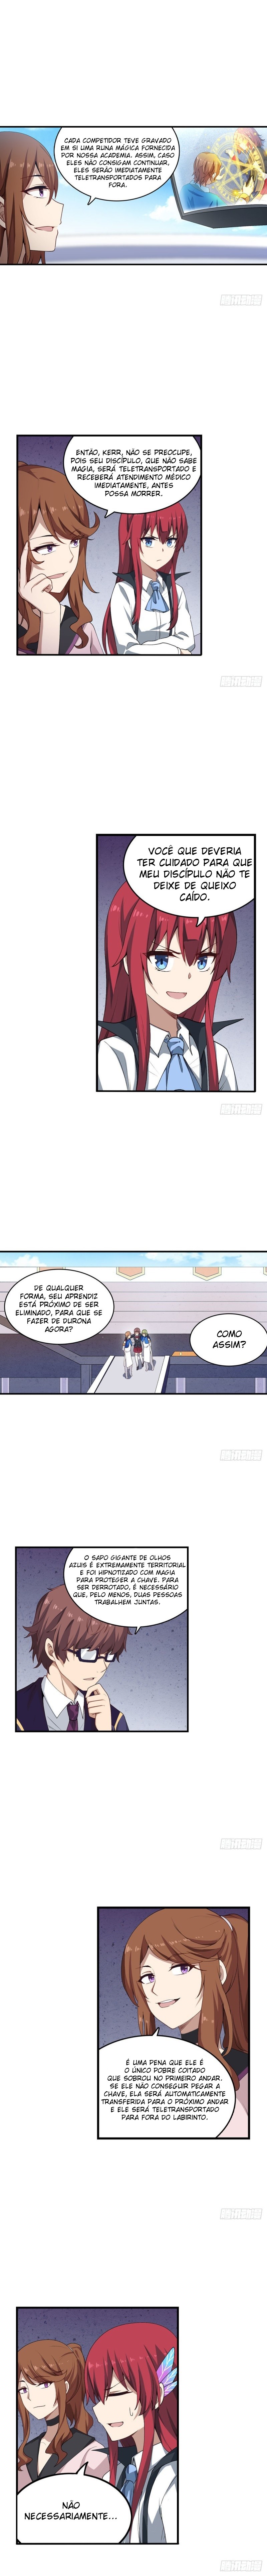 CADA COMPETIDOR TEVE GRAVADO
EM SI UMA RUNA MÁGICA FORNECIDA
POR NOSSA ACADEMIA. ASSIM, CASO
ELES NÃO CONSIGAM CONTINUAR,
ELES SERÃO IMEDIATAMENTE
TELETRANSPORTADOS PARA
FORA.
ENTÃO, KERR, NÃO SE PREOCUPE,
POIS SEU DISCÍPULO, QUE NÃO SABE
MAGIA, SERÁ TELETRANSPORTADO E
RECEBERÁ ATENDIMENTO MÉDICO
IMEDIATAMENTE, ANTES
POSSA MORRER.
VOCÊ QUE DEVERIA
TER CUIDADO PARA QUE
MEU DISCÍPULO NÃO TE
DEIXE DE QUEIXO
CAÍDO.
DE QUALQUER
FORMA, SEU APRENDIZ
ESTÁ PRÓXIMO DE SER
ELIMINADO, PARA QUE SE
FAZER DE DURONA
AGORA?
COMO
ASSIM?
O SAPO GIGANTE DE OLHOS
AZUIS É EXTREMAMENTE TERRITORIAL
E FOI HIPNOTIZADO COM MAGIA
PARA PROTEGER A CHAVE. PARA
SER DERROTADO, É NECESSÁRIO
QUE, PELO MENOS, DUAS PESSOAS
TRABALHEM JUNTAS.
É UMA PENA QUE ELE É
O ÚNICO POBRE COITADO
QUE SOBROU NO PRIMEIRO ANDAR.
SE ELE NÃO CONSEGUIR PEGAR A
CHAVE, ELA SERÁ AUTOMATICAMENTE
TRANSFERIDA PARA O PRÓXIMO ANDAR
E ELE SERÁ TELETRANSPORTADO
PARA FORA DO LABIRINTO.
NÃO
NECESSARIAMENTE...